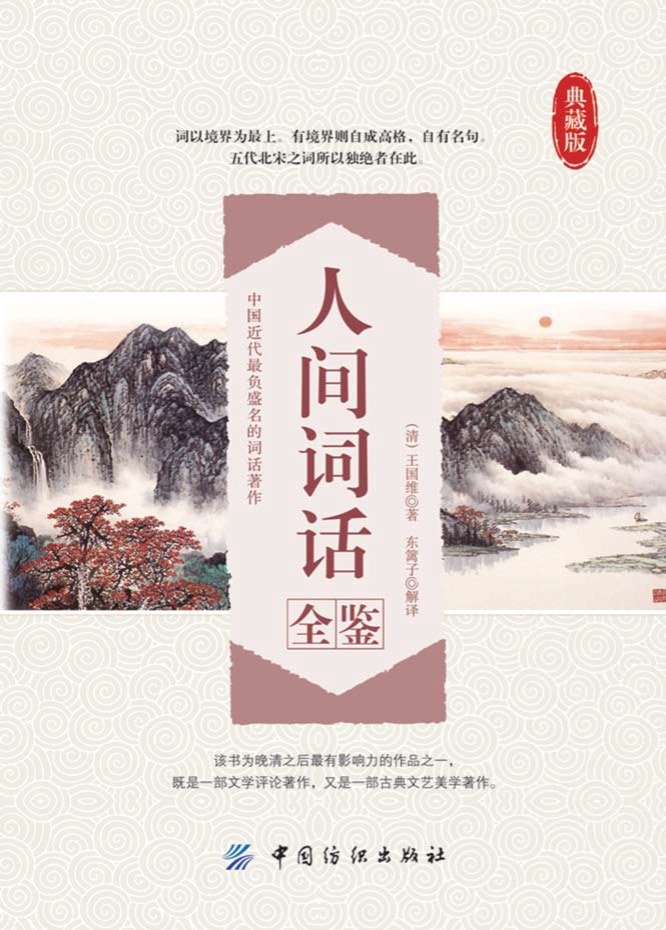 典藏版
词以境界为最上。有境界则自成高格，自有名句。
五代北宋之词所以独绝者在此。
人间词话
全鉴
中国近代最负盛名的词话著作
（清）王国维◎著
东篱子◎解译
该书为晚清之后最有影响力的作品之一，
既是一部文学评论著作，又是一部古典文艺美学著作。
中国纺织出版社